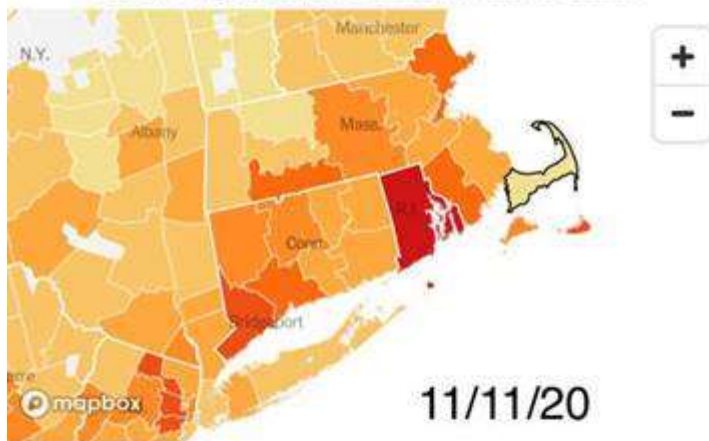 Manchester
N.Y.
+
Mass.
Albany
−
R.I.
Conn.
Bridgeport
mapbox
11/11/20